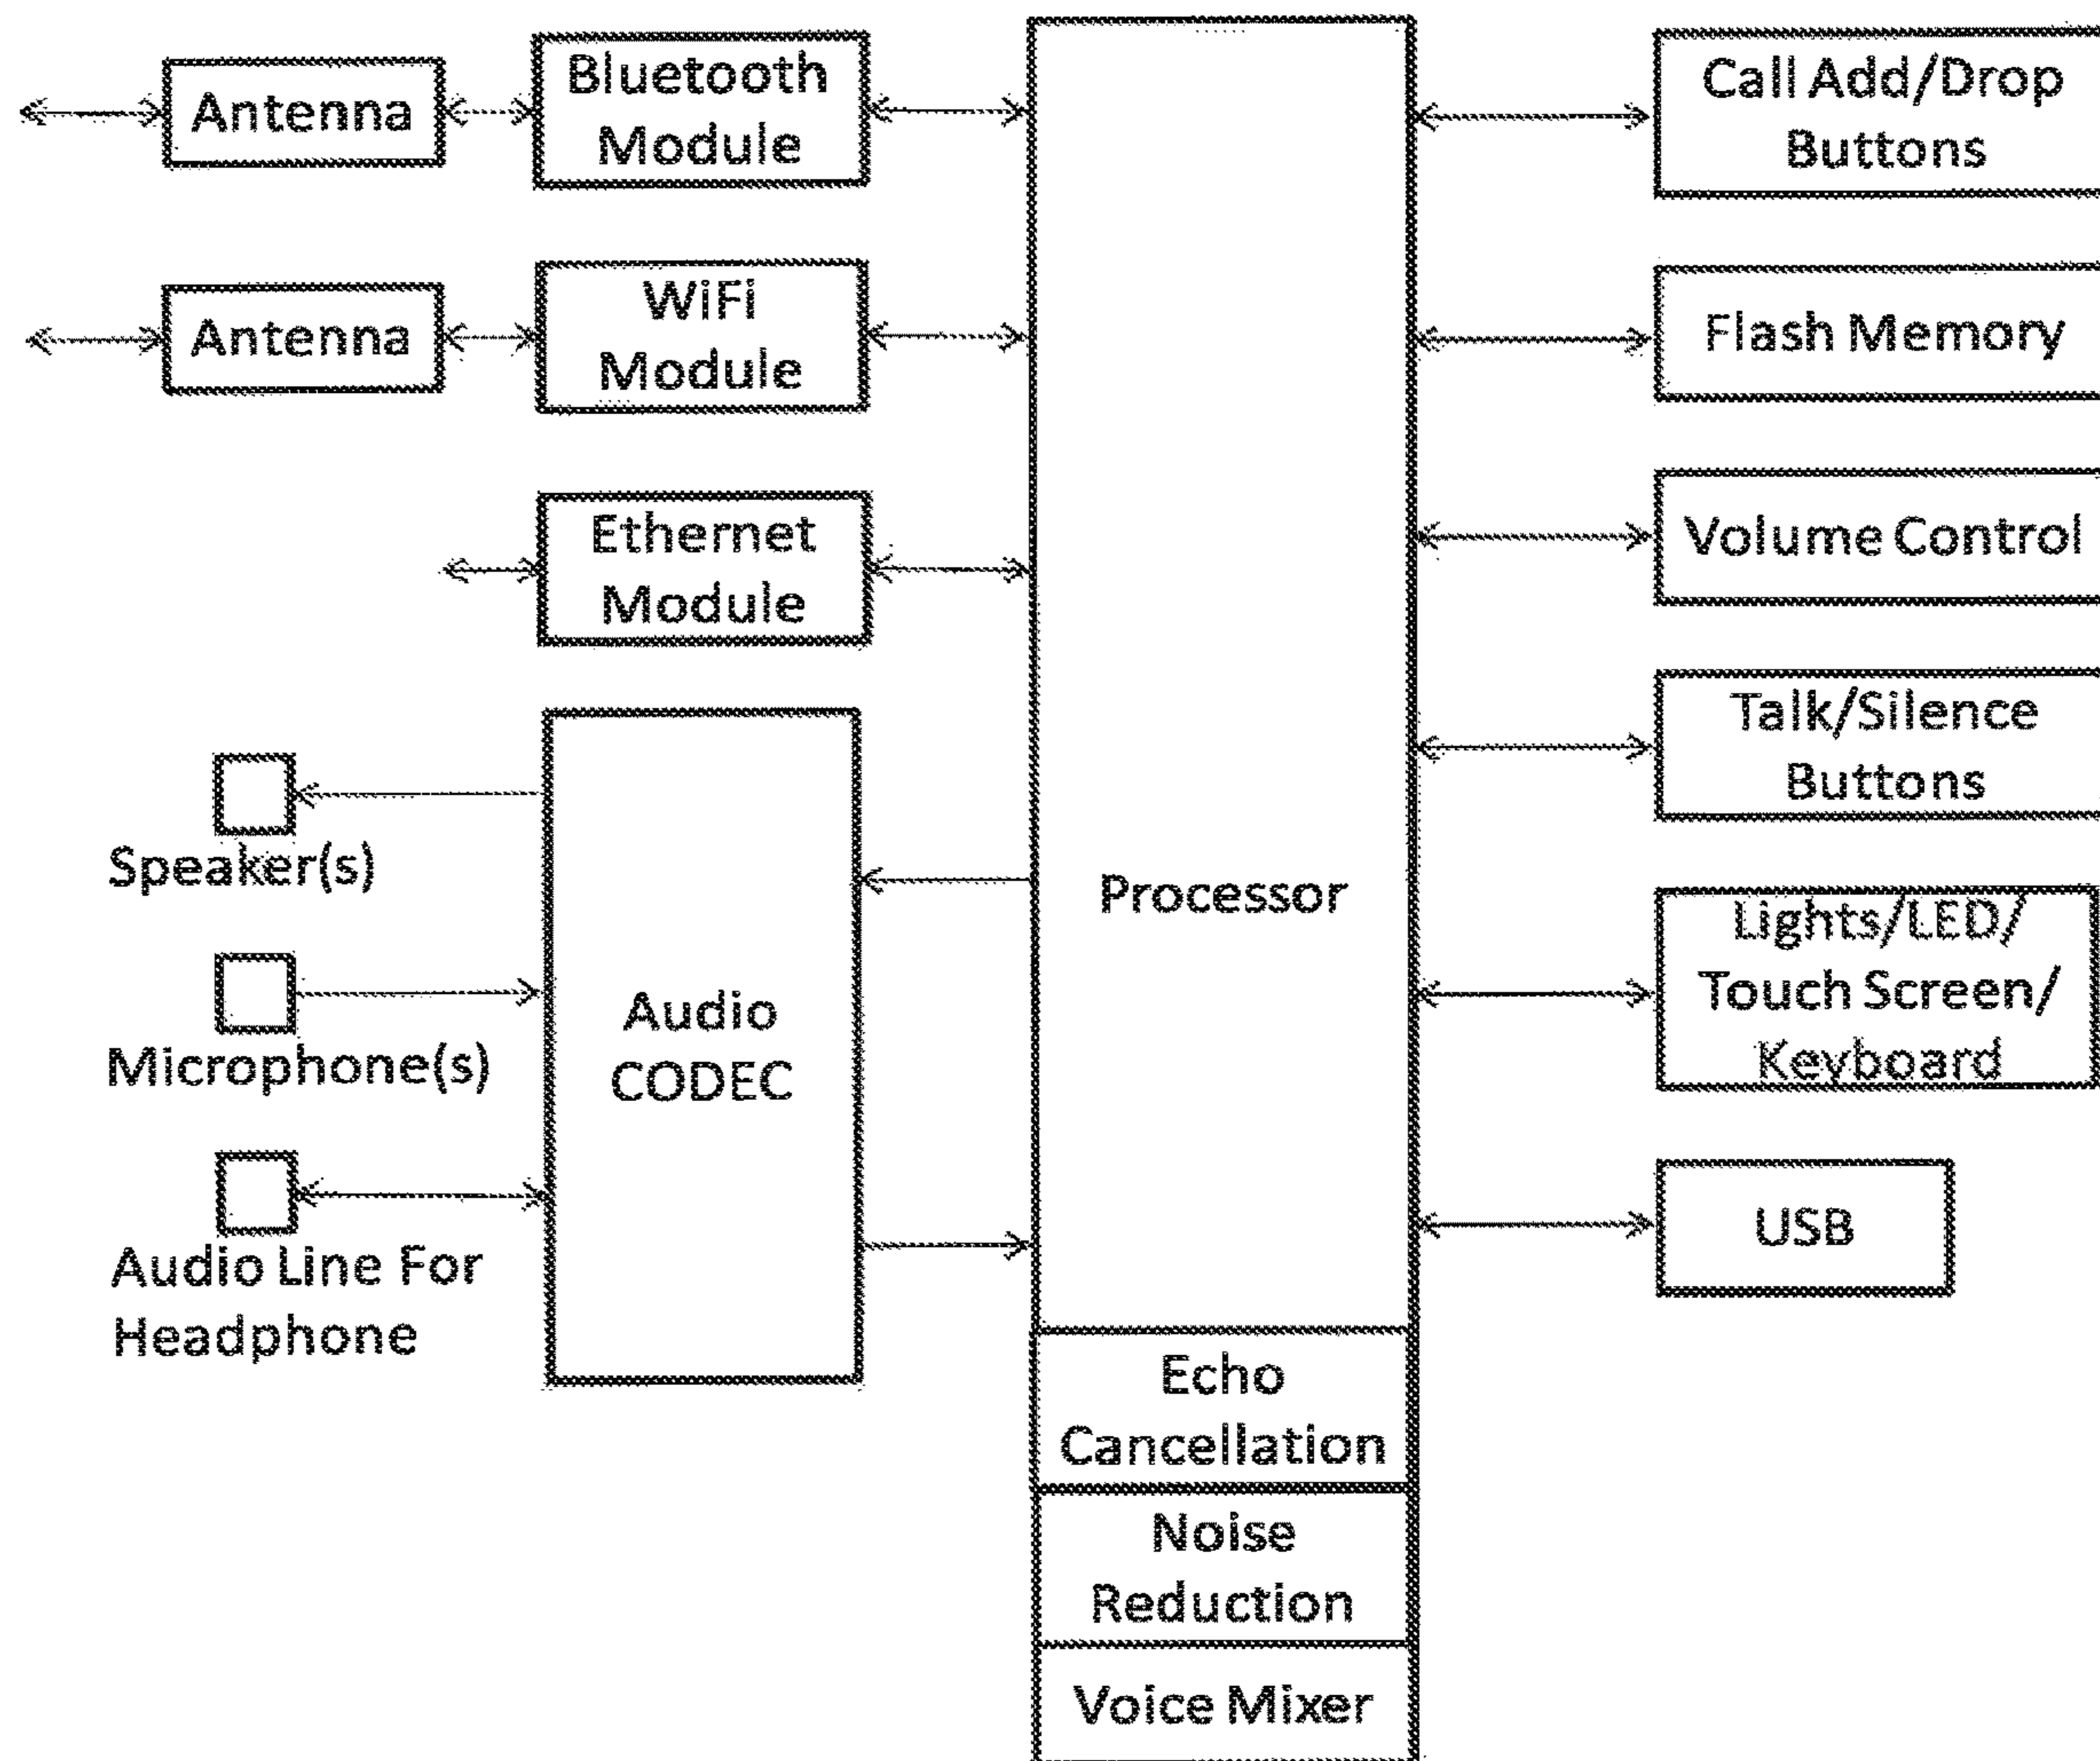 Antenna
Bluetooth
Module
Antenna
WiFi
Module
Ethernet
Module
Speaker(s)
Microphone(s)
Audio Line For
Headphone
Audio
CODEC
Processor
Echo
Cancellation
Noise
Reduction
Voice Mixer
Call Add/Drop
Buttons
Flash Memory
Volume Control
Talk/Silence
Buttons
Lights/LED/
Touch Screen/
Keyboard
USB